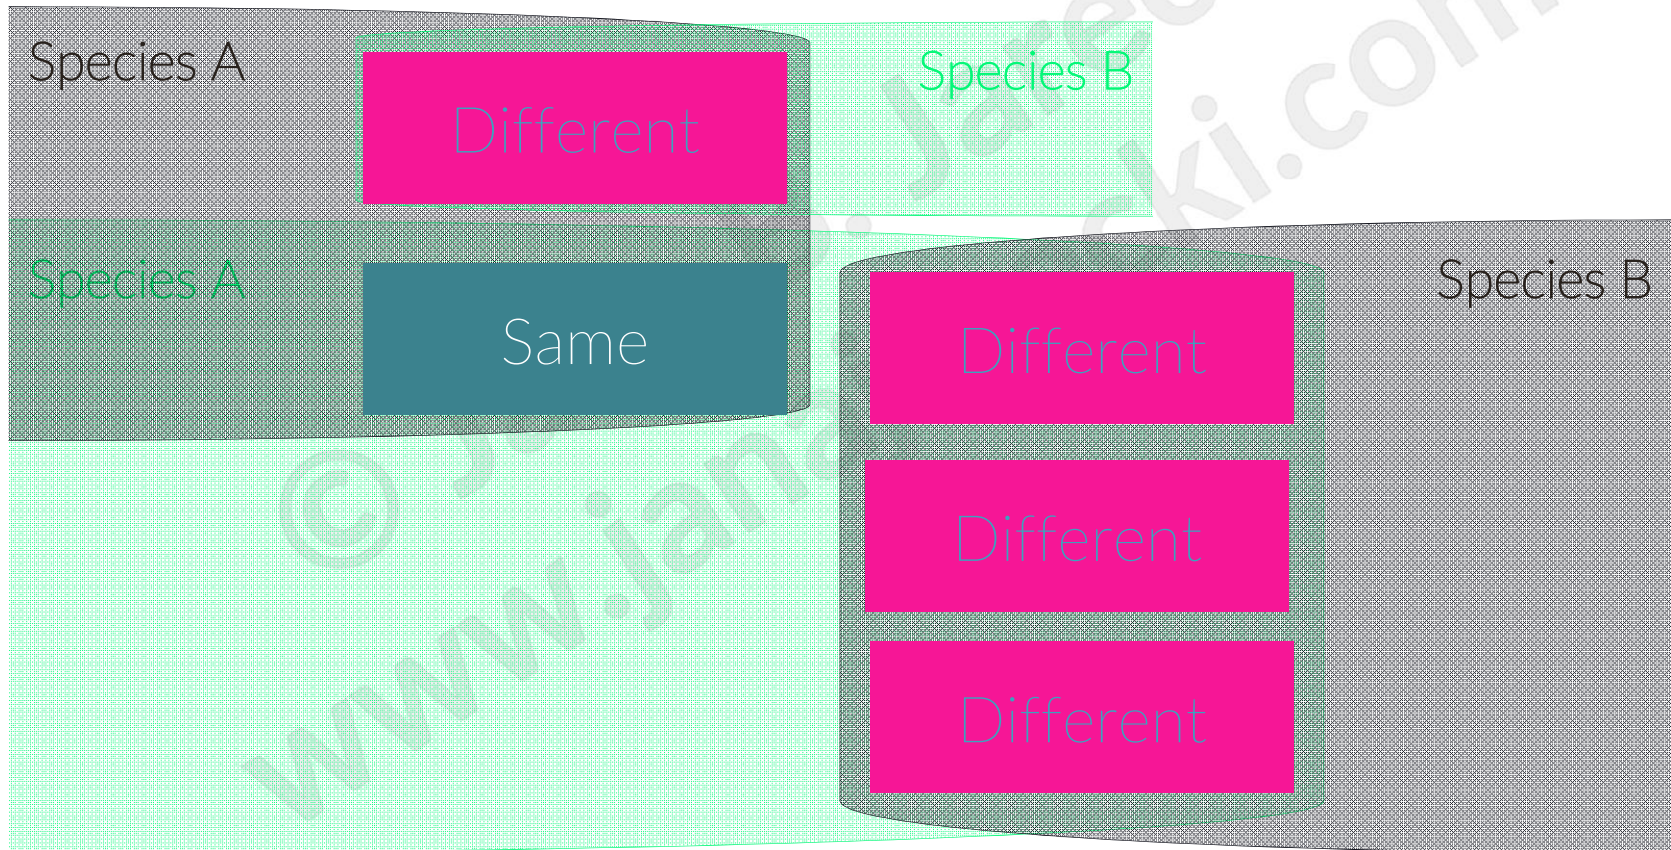 Species A
Different
Species B
Species A
Same
Different
Species B
Different
Different